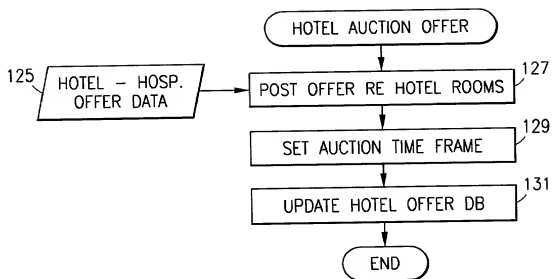 HOTEL AUCTION OFFER
125
HOTEL – HOSP.
OFFER DATA
127
POST OFFER RE HOTEL ROOMS
129
SET AUCTION TIME FRAME
131
UPDATE HOTEL OFFER DB
END